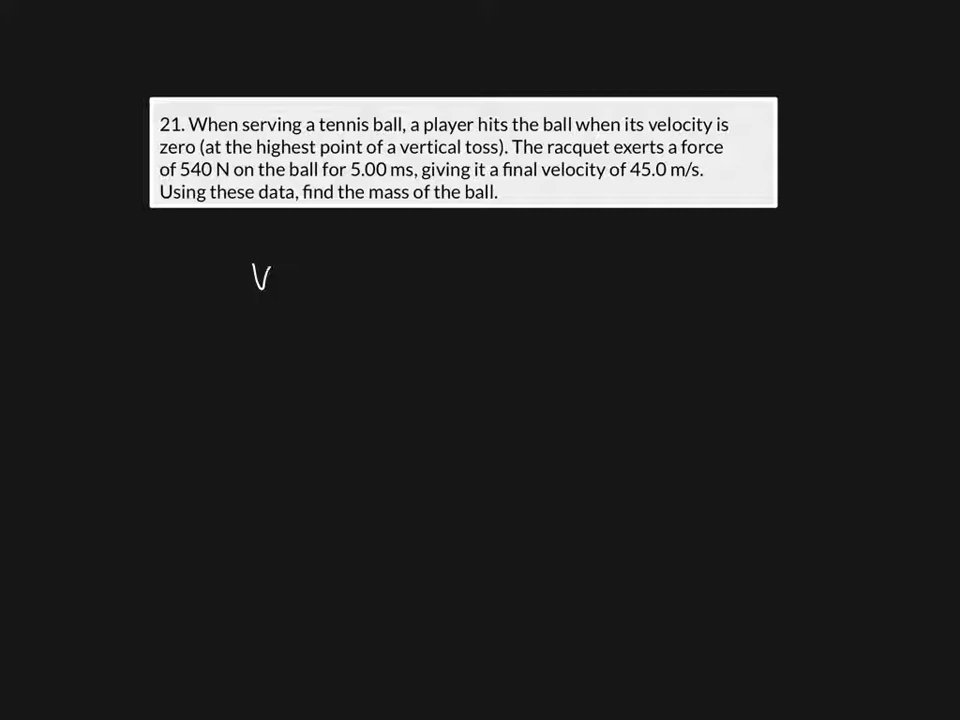 21. When serving a tennis ball, a player hits the ball when its velocity is
zero (at the highest point of a vertical toss). The racquet exerts a force
of 540 N on the ball for 5.00 ms, giving it a final velocity of 45.0 m/s.
Using these data, find the mass of the ball.
V